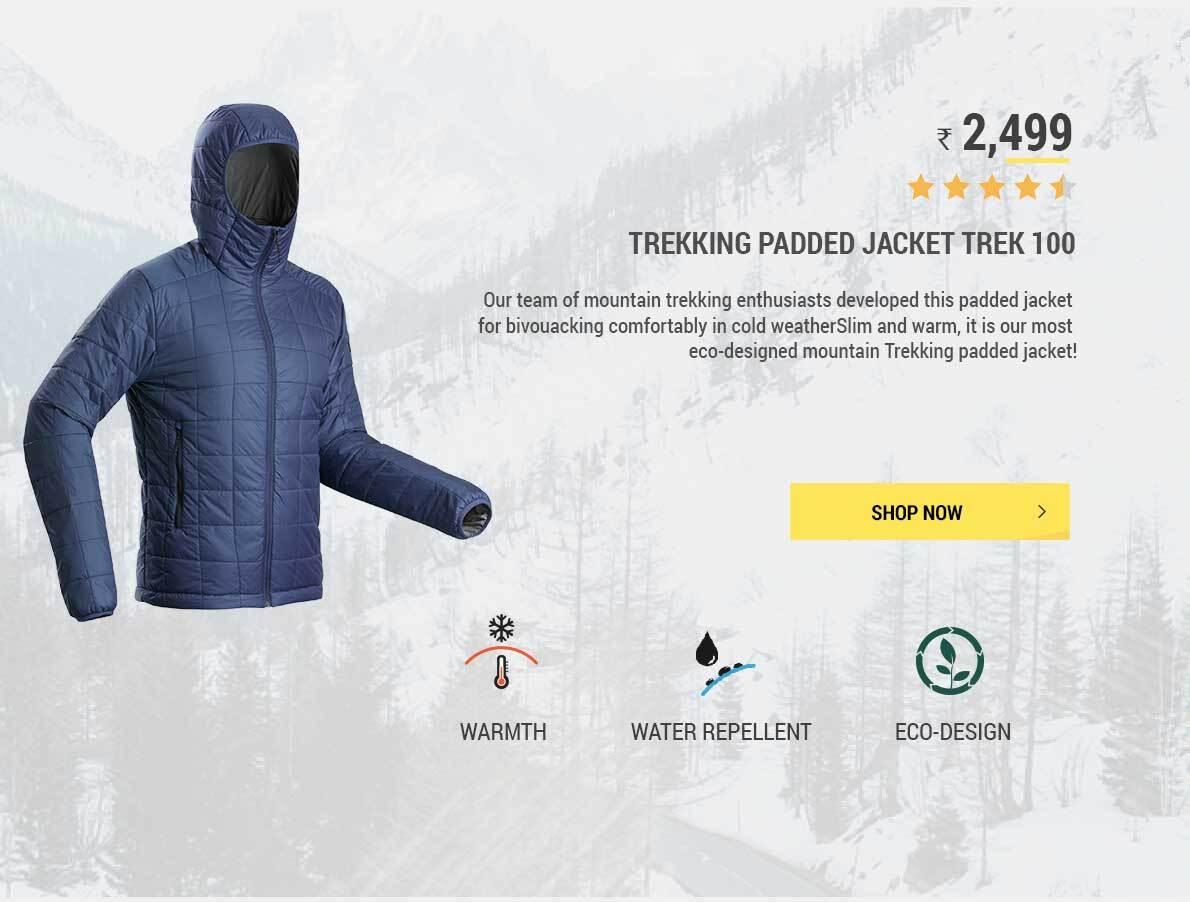 ₹ 2,499
TREKKING PADDED JACKET TREK 100
Our team of mountain trekking enthusiasts developed this padded jacket
for bivouacking comfortably in cold weatherSlim and warm, it is our most
eco-designed mountain Trekking padded jacket!
SHOP NOW
WARMTH
WATER REPELLENT
ECO-DESIGN